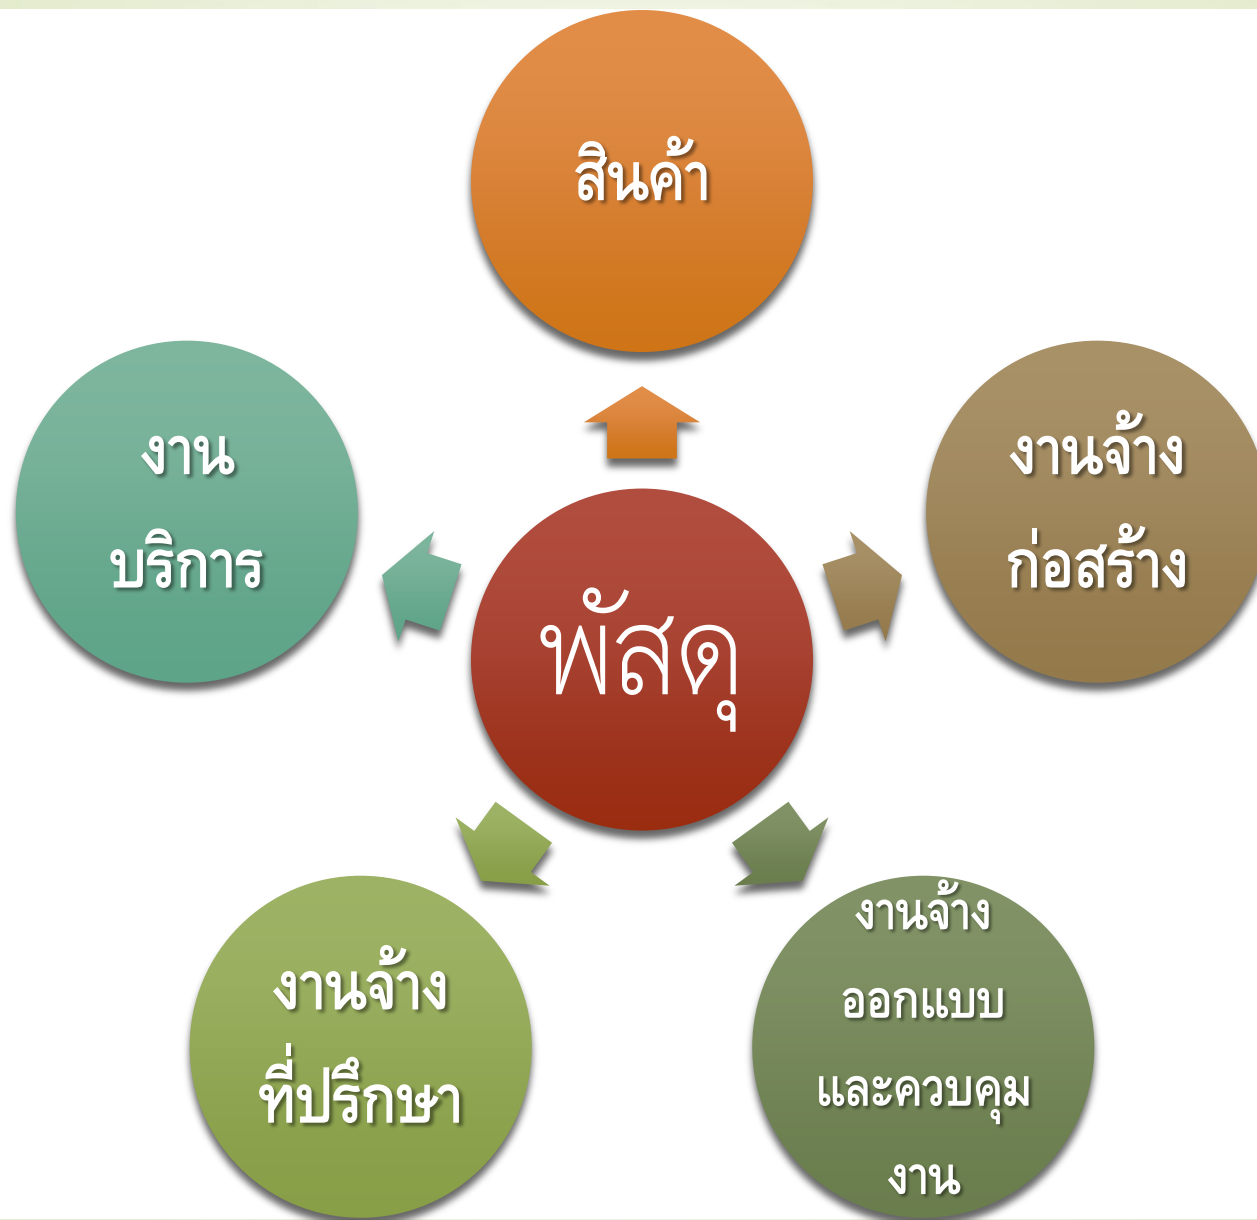 สินค้า
งาน
บริการ
งานจ้าง
ก่อสร้าง
พัสดุ
งานจ้าง
ที่ปรึกษา
งานจ้าง
ออกแบบ
และควบคุม
งาน